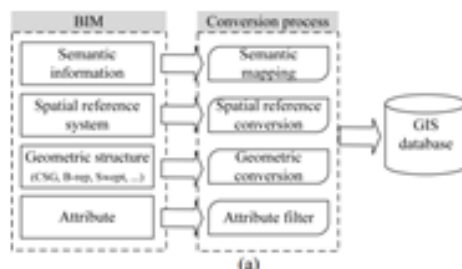 BIM
Conversion process
Semantic
information
Semantic
mapping
Spatial reference
system
Spatial reference
conversion
Geometric structure
(CSG, B-rep, Swept, ...)
Geometric
conversion
Attribute
Attribute filter
GIS
database
(a)